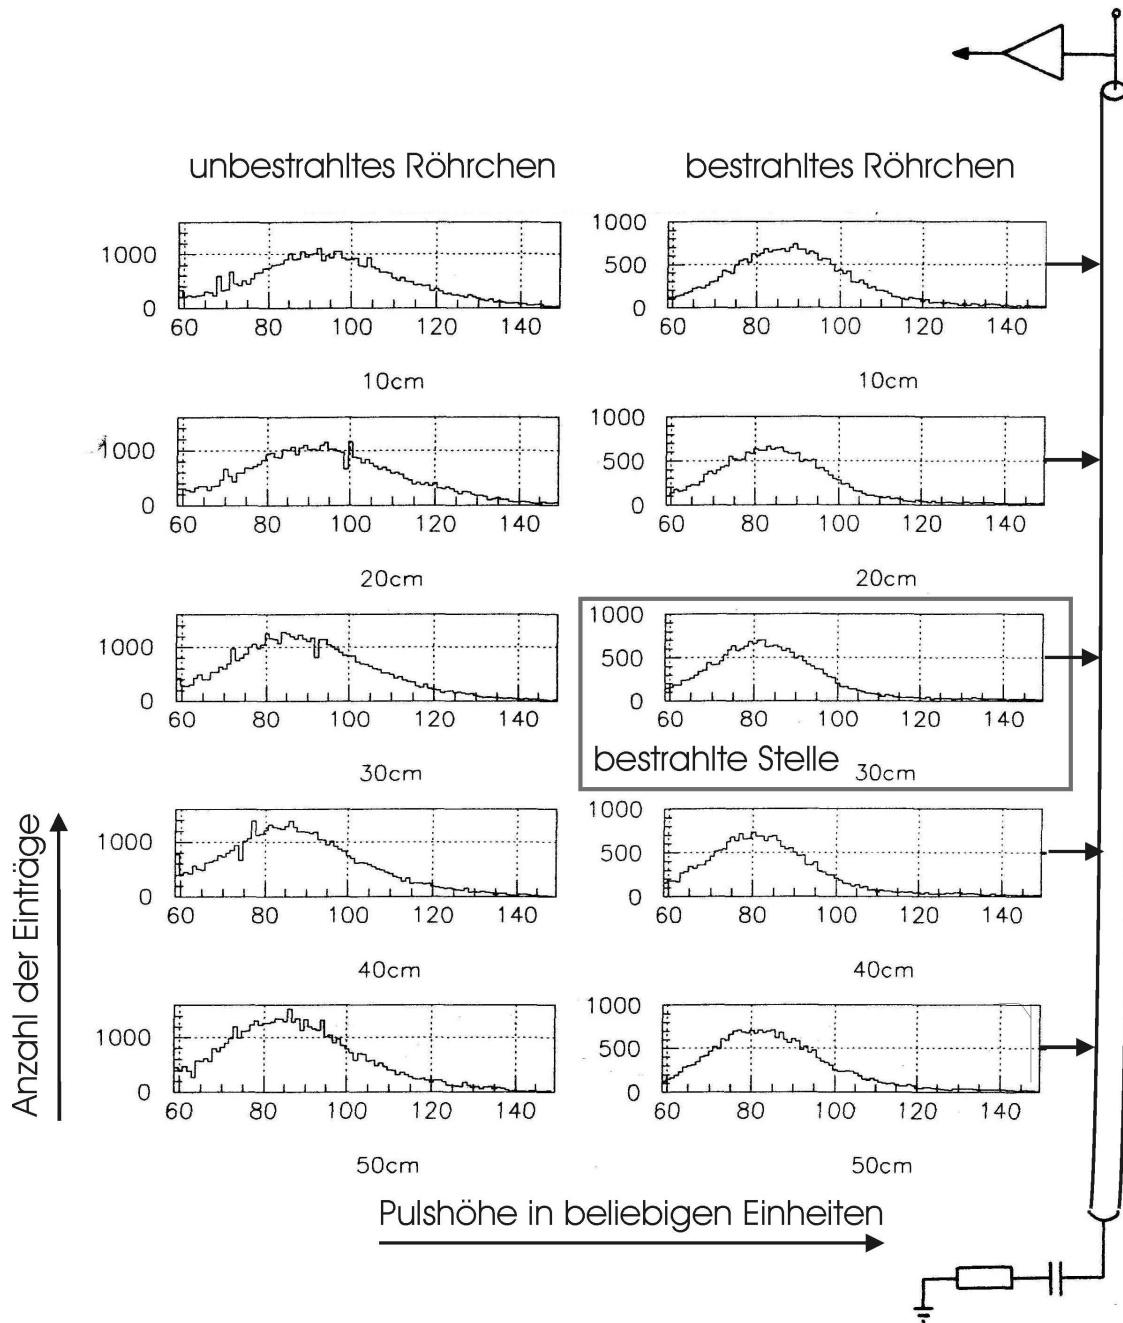 unbestrahltes Röhrchen
bestrahltes Röhrchen
1000
0
60 80 100 120 140
10cm
1000
500
0
60 80 100 120 140
10cm
1000
0
60 80 100 120 140
20cm
1000
500
0
60 80 100 120 140
20cm
1000
0
60 80 100 120 140
30cm
1000
500
0
60 80 100 120 140
bestrahlte Stelle 30cm
1000
0
60 80 100 120 140
40cm
1000
500
0
60 80 100 120 140
40cm
1000
0
60 80 100 120 140
50cm
1000
500
0
60 80 100 120 140
50cm
Anzahl der Einträge
Pulshöhe in beliebigen Einheiten